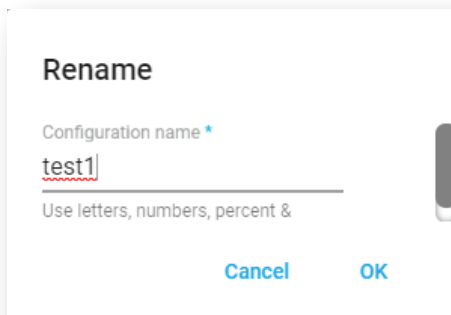 Rename
Configuration name *
test1
Use letters, numbers, percent &
Cancel OK